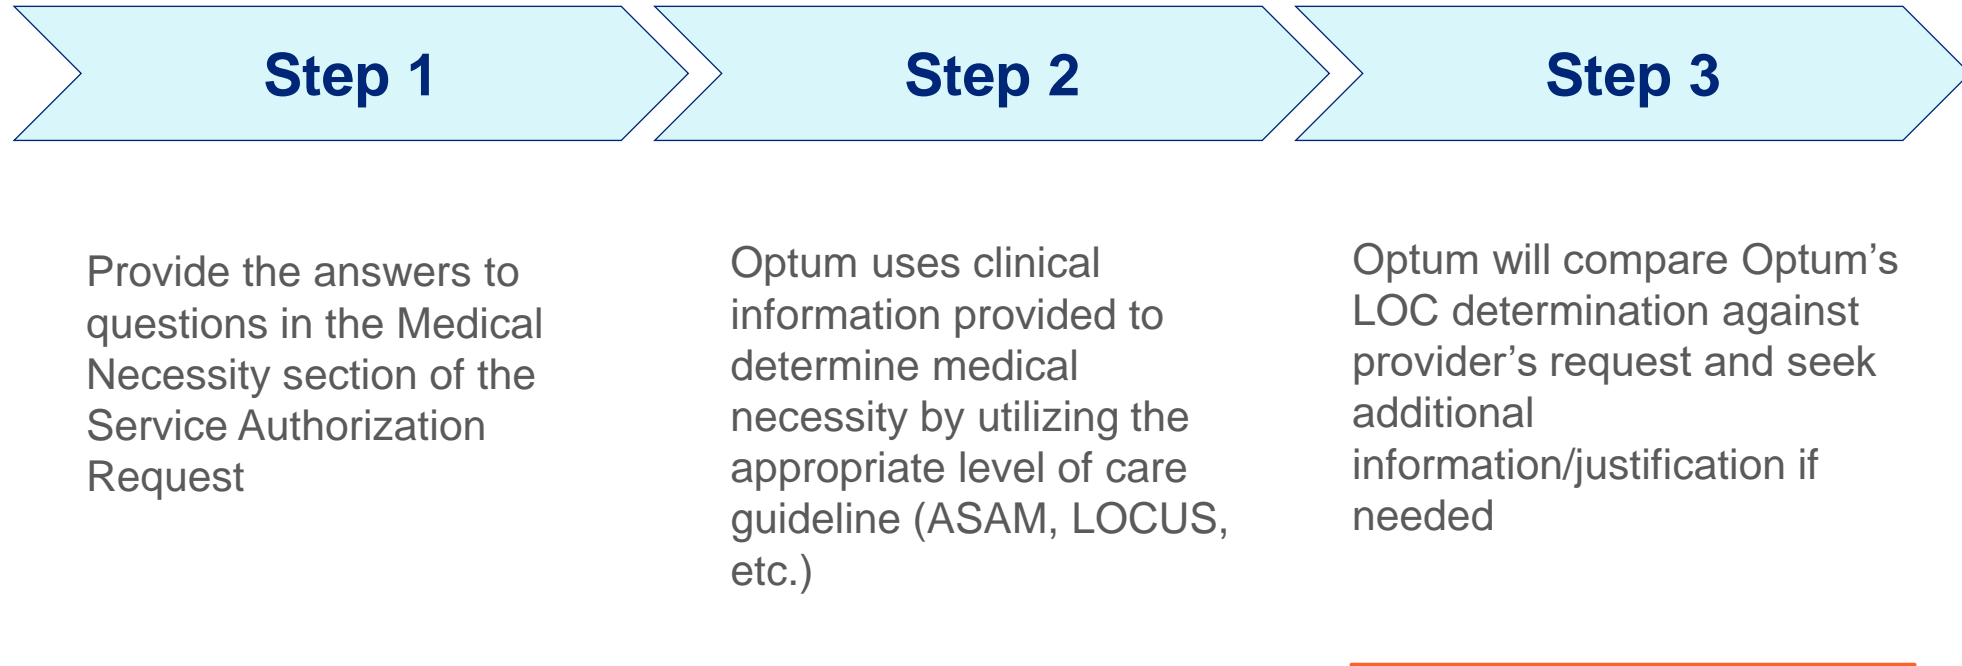 Step 1
Step 2
Step 3
Provide the answers to
questions in the Medical
Necessity section of the
Service Authorization
Request
Optum uses clinical
information provided to
determine medical
necessity by utilizing the
appropriate level of care
guideline (ASAM, LOCUS,
etc.)
Optum will compare Optum’s
LOC determination against
provider’s request and seek
additional
information/justification if
needed